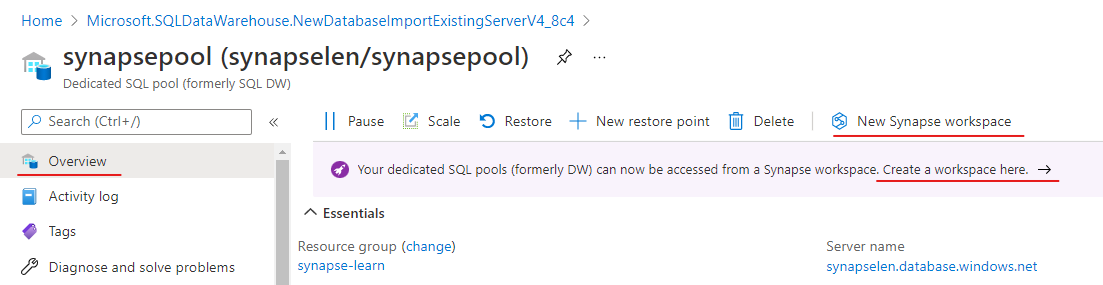 Home > Microsoft.SQLDataWarehouse.NewDatabaseImportExistingServerV4_8c4 >
synapsepool (synapselen/synapsepool) ...
Dedicated SQL pool (formerly SQL DW)
Search (Ctrl+/) «
Pause Scale Restore New restore point Delete New Synapse workspace
Overview
Your dedicated SQL pools (formerly DW) can now be accessed from a Synapse workspace. Create a workspace here. →
Activity log
Essentials
Tags
Resource group (change) Server name
Diagnose and solve problems
synapse-learn synapselen.database.windows.net